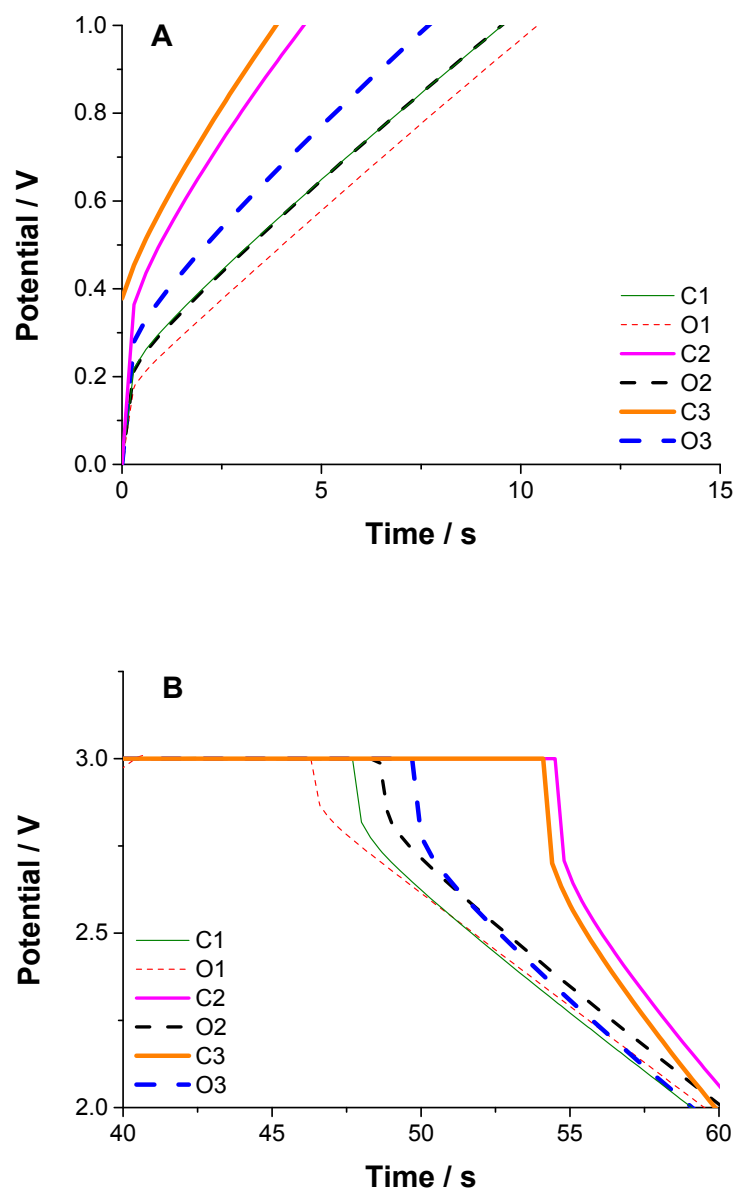 A
1.0
0.8
0.6
0.4
0.2
0.0
Potential / V
C1
O1
C2
O2
C3
O3
0 5 10 15
Time / s
B
3.0
2.5
2.0
Potential / V
C1
O1
C2
O2
C3
O3
40 45 50 55 60
Time / s